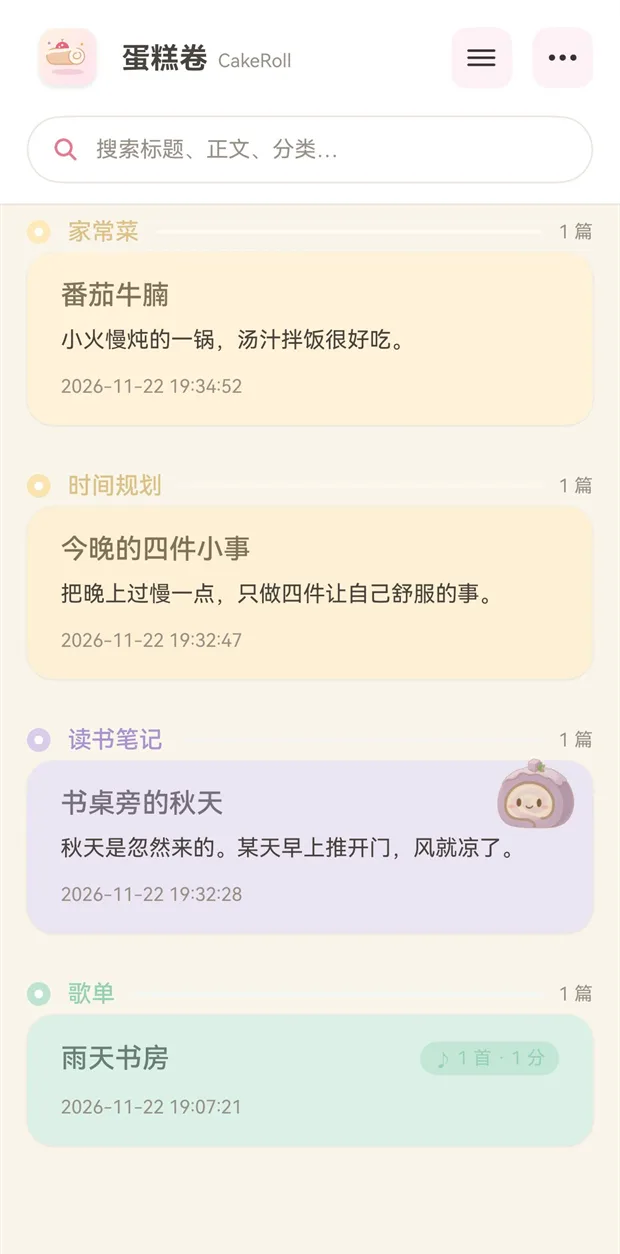 蛋糕卷 CakeRoll
搜索标题、正文、分类...
家常菜 1 篇
番茄牛腩
小火慢炖的一锅，汤汁拌饭很好吃。
2026-11-22 19:34:52
时间规划 1 篇
今晚的四件小事
把晚上过慢一点，只做四件让自己舒服的事。
2026-11-22 19:32:47
读书笔记 1 篇
书桌旁的秋天
秋天是忽然来的。某天早上推开门，风就凉了。
2026-11-22 19:32:28
歌单 1 篇
雨天书房 ♪ 1 首 · 1 分
2026-11-22 19:07:21